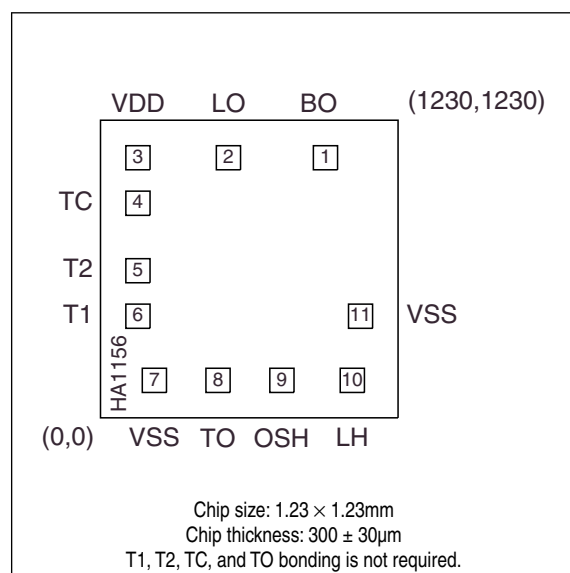 VDD LO BO (1230,1230)
3 2 1
TC 4
T2 5
T1 6 11 VSS
HA1156
7 8 9 10
(0,0) VSS TO OSH LH
Chip size: 1.23 × 1.23mm
Chip thickness: 300 ± 30μm
T1, T2, TC, and TO bonding is not required.